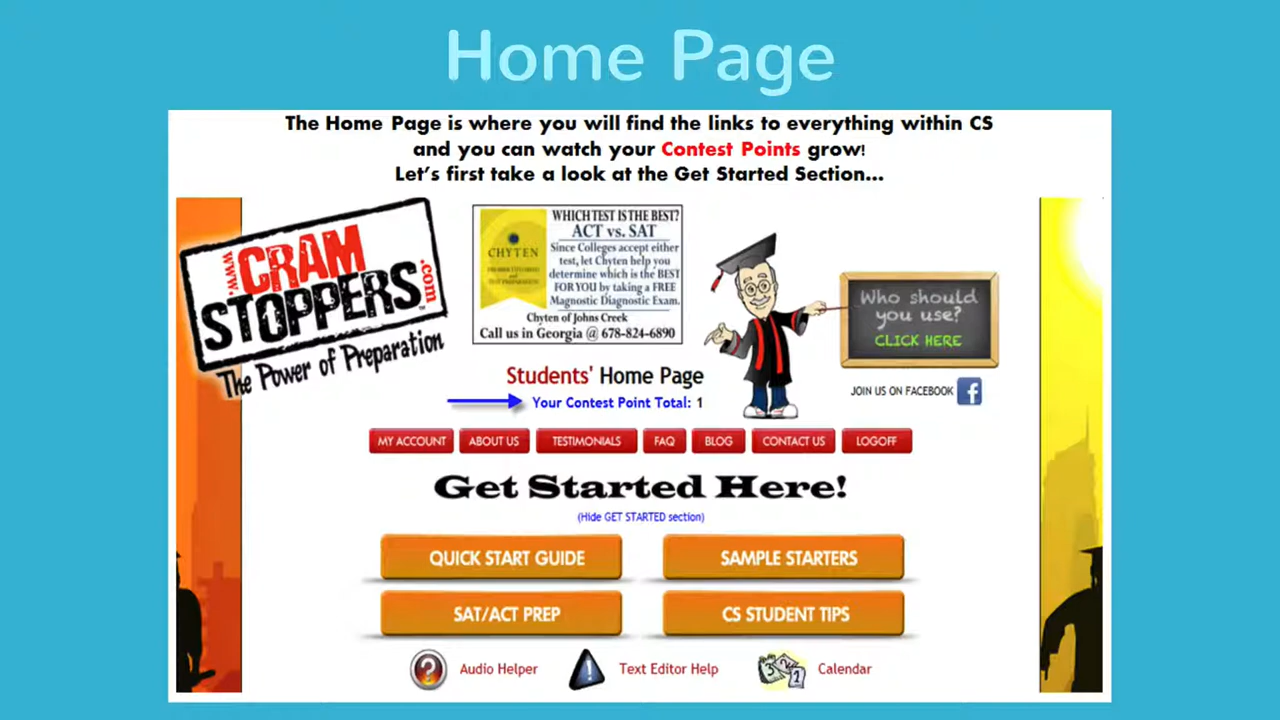 Home Page
The Home Page is where you will find the links to everything within CS
and you can watch your Contest Points grow!
Let's first take a look at the Get Started Section...
www.CRAM
STOPPERS.com
The Power of Preparation
CHYTEN
WHICH TEST IS THE BEST?
ACT vs. SAT
Since Colleges accept either
test, let Chyten help you
determine which is the BEST
FOR YOU by taking a FREE
Magnostic Diagnostic Exam.
Chyten of Johns Creek
Call us in Georgia @ 678-824-6890
Who should
you use?
CLICK HERE
JOIN US ON FACEBOOK
Students' Home Page
Your Contest Point Total: 1
MY ACCOUNT ABOUT US TESTIMONIALS FAQ BLOG CONTACT US LOGOFF
Get Started Here!
(Hide GET STARTED section)
QUICK START GUIDE SAMPLE STARTERS
SAT/ACT PREP CS STUDENT TIPS
Audio Helper Text Editor Help Calendar